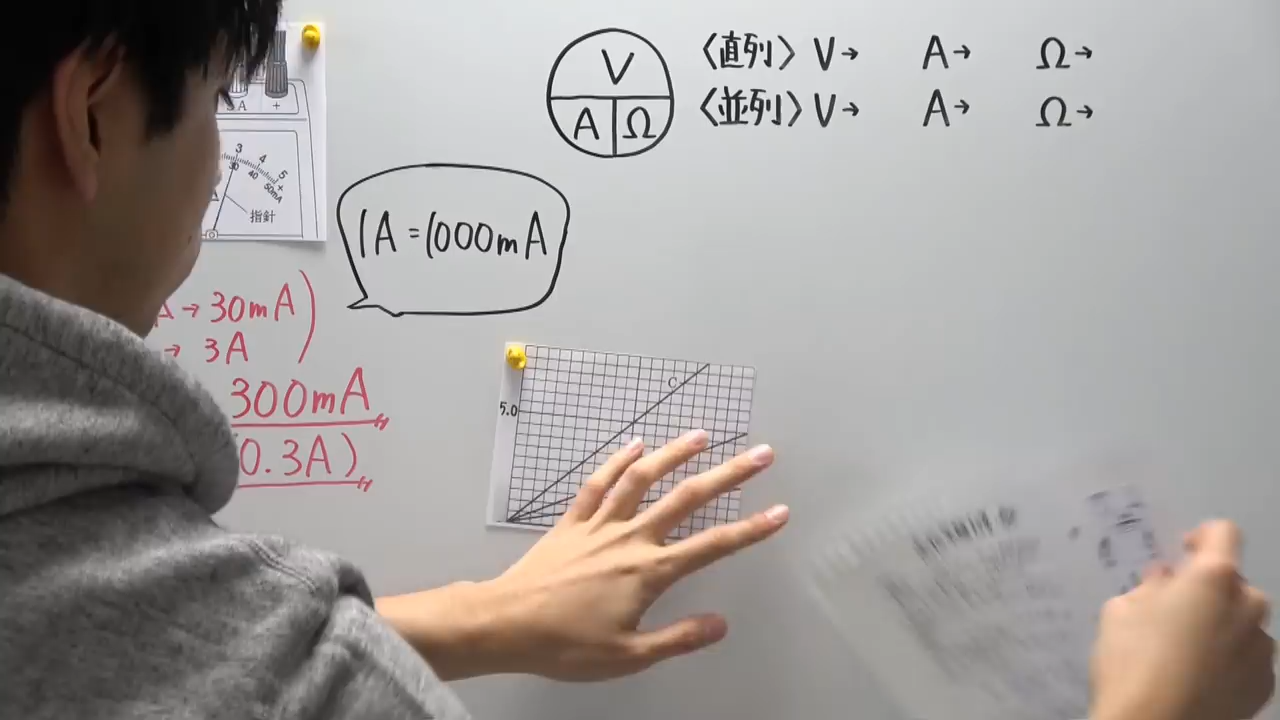 A +
3 4 5
30 40 50mA
指針
V
A Ω
〈直列〉 V→ A→ Ω→
〈並列〉 V→ A→ Ω→
1A=1000mA
A→30mA)
→ 3A
300mA
(0.3A)
C
5.0